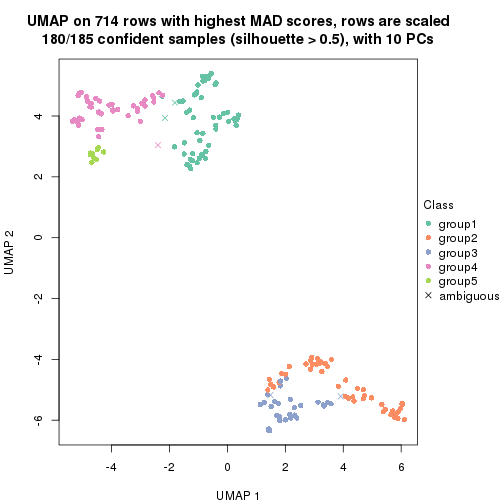 UMAP on 714 rows with highest MAD scores, rows are scaled
180/185 confident samples (silhouette > 0.5), with 10 PCs
4
2
0
-2
-4
-6
UMAP 2
-4
-2
0
2
4
6
UMAP 1
Class
group1
group2
group3
group4
group5
ambiguous